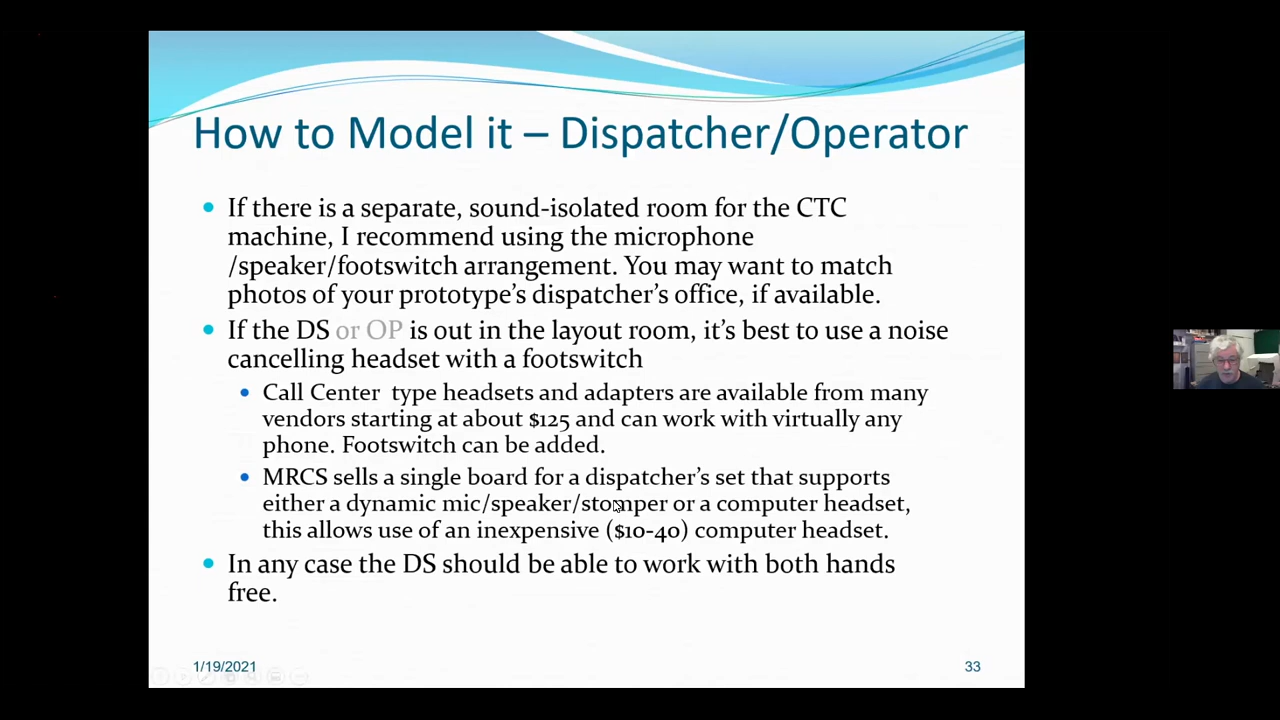 How to Model it – Dispatcher/Operator
• If there is a separate, sound-isolated room for the CTC
machine, I recommend using the microphone
/speaker/footswitch arrangement. You may want to match
photos of your prototype’s dispatcher’s office, if available.
• If the DS or OP is out in the layout room, it’s best to use a noise
cancelling headset with a footswitch
• Call Center type headsets and adapters are available from many
vendors starting at about $125 and can work with virtually any
phone. Footswitch can be added.
• MRCS sells a single board for a dispatcher’s set that supports
either a dynamic mic/speaker/stomper or a computer headset,
this allows use of an inexpensive ($10-40) computer headset.
• In any case the DS should be able to work with both hands
free.
1/19/2021
33